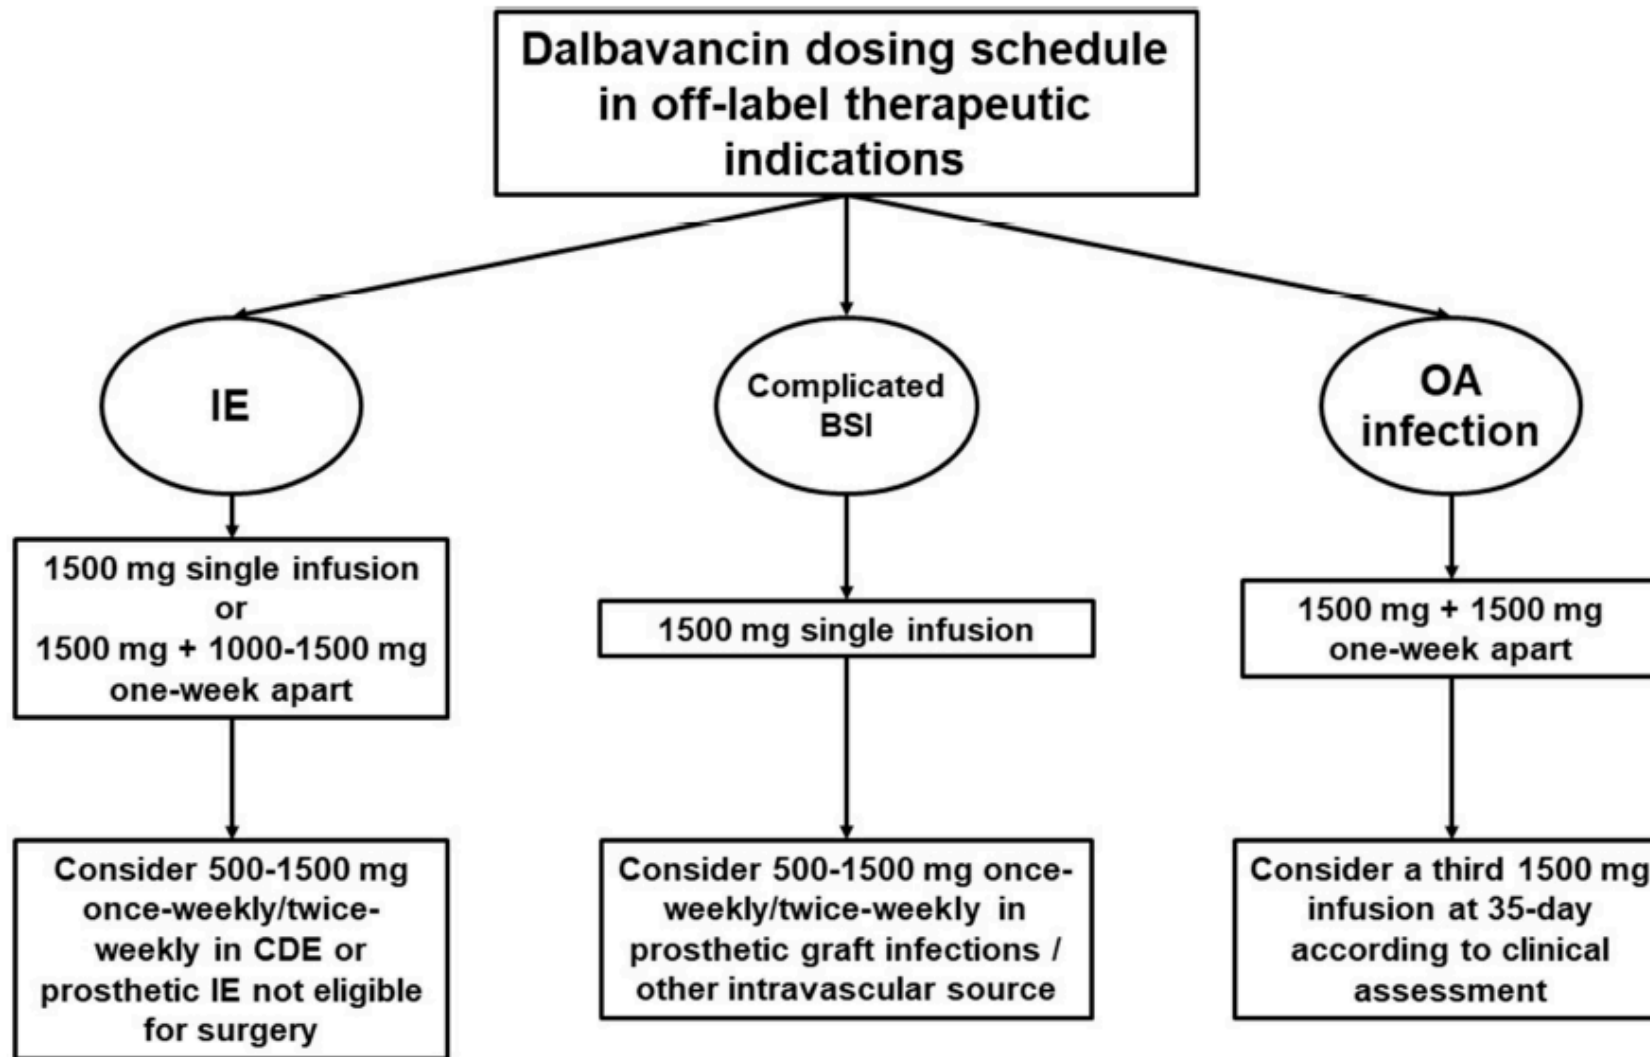 Dalbavancin dosing schedule
in off-label therapeutic
indications
IE
Complicated
BSI
OA
infection
1500 mg single infusion
or
1500 mg + 1000-1500 mg
one-week apart
1500 mg single infusion
1500 mg + 1500 mg
one-week apart
Consider 500-1500 mg
once-weekly/twice-
weekly in CDE or
prosthetic IE not eligible
for surgery
Consider 500-1500 mg once-
weekly/twice-weekly in
prosthetic graft infections /
other intravascular source
Consider a third 1500 mg
infusion at 35-day
according to clinical
assessment